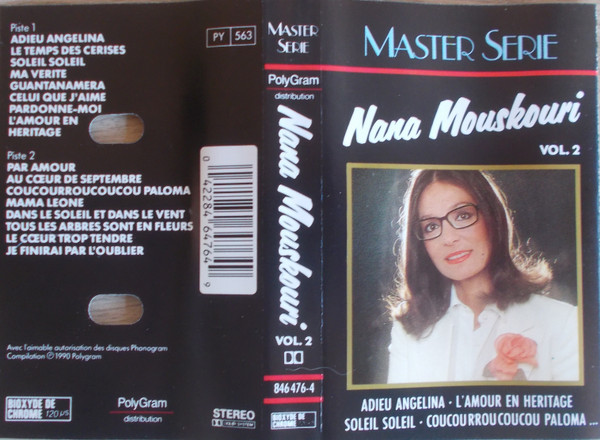 Piste 1
ADIEU ANGELINA
LE TEMPS DES CERISES
SOLEIL SOLEIL
MA VERITE
GUANTANAMERA
CELUI QUE J'AIME
PARDONNE-MOI
L'AMOUR EN
HERITAGE
Piste 2
PAR AMOUR
AU CŒUR DE SEPTEMBRE
COUCOURROUCOUCOU PALOMA
MAMA LEONE
DANS LE SOLEIL ET DANS LE VENT
TOUS LES ARBRES SONT EN FLEURS
LE CŒUR TROP TENDRE
JE FINIRAI PAR L'OUBLIER
Avec l'aimable autorisation des disques Phonogram
Compilation Ⓟ 1990 Polygram
BIOXYDE DE
CHROME 120 µs
PolyGram
distribution
STEREO
DOLBY SYSTEM
PY 563
0 42284 64764 9
MASTER
SERIE
PolyGram
distribution
Nana Mouskouri
VOL. 2
846 476-4
MASTER SERIE
Nana Mouskouri
VOL. 2
ADIEU ANGELINA · L'AMOUR EN HERITAGE
SOLEIL SOLEIL · COUCOURROUCOUCOU PALOMA ...